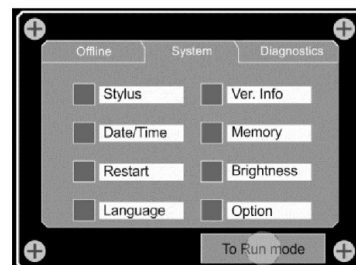 Offline System Diagnostics
Stylus Ver. Info
Date/Time Memory
Restart Brightness
Language Option
To Run mode